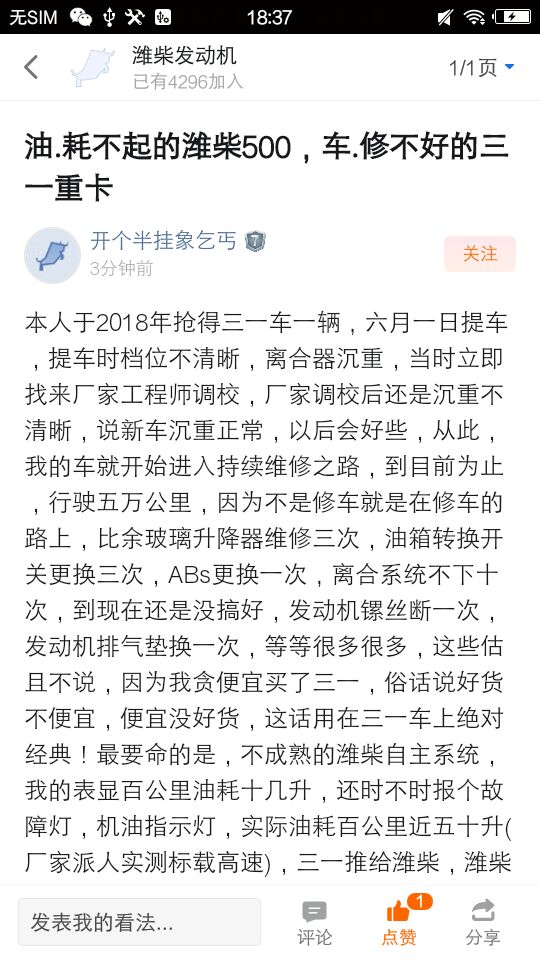 无SIM
18:37
潍柴发动机
已有4296加入
1/1页
油.耗不起的潍柴500，车.修不好的三
一重卡
开个半挂象乞丐
7
3分钟前
关注
本人于2018年抢得三一车一辆，六月一日提车
，提车时档位不清晰，离合器沉重，当时立即
找来厂家工程师调校，厂家调校后还是沉重不
清晰，说新车沉重正常，以后会好些，从此，
我的车就开始进入持续维修之路，到目前为止
，行驶五万公里，因为不是修车就是在修车的
路上，比余玻璃升降器维修三次，油箱转换开
关更换三次，ABs更换一次，离合系统不下十
次，到现在还是没搞好，发动机镙丝断一次，
发动机排气垫换一次，等等很多很多，这些估
且不说，因为我贪便宜买了三一，俗话说好货
不便宜，便宜没好货，这话用在三一车上绝对
经典！最要命的是，不成熟的潍柴自主系统，
我的表显百公里油耗十几升，还时不时报个故
障灯，机油指示灯，实际油耗百公里近五十升(
厂家派人实测标载高速)，三一推给潍柴，潍柴
发表我的看法...
评论
1
点赞
分享